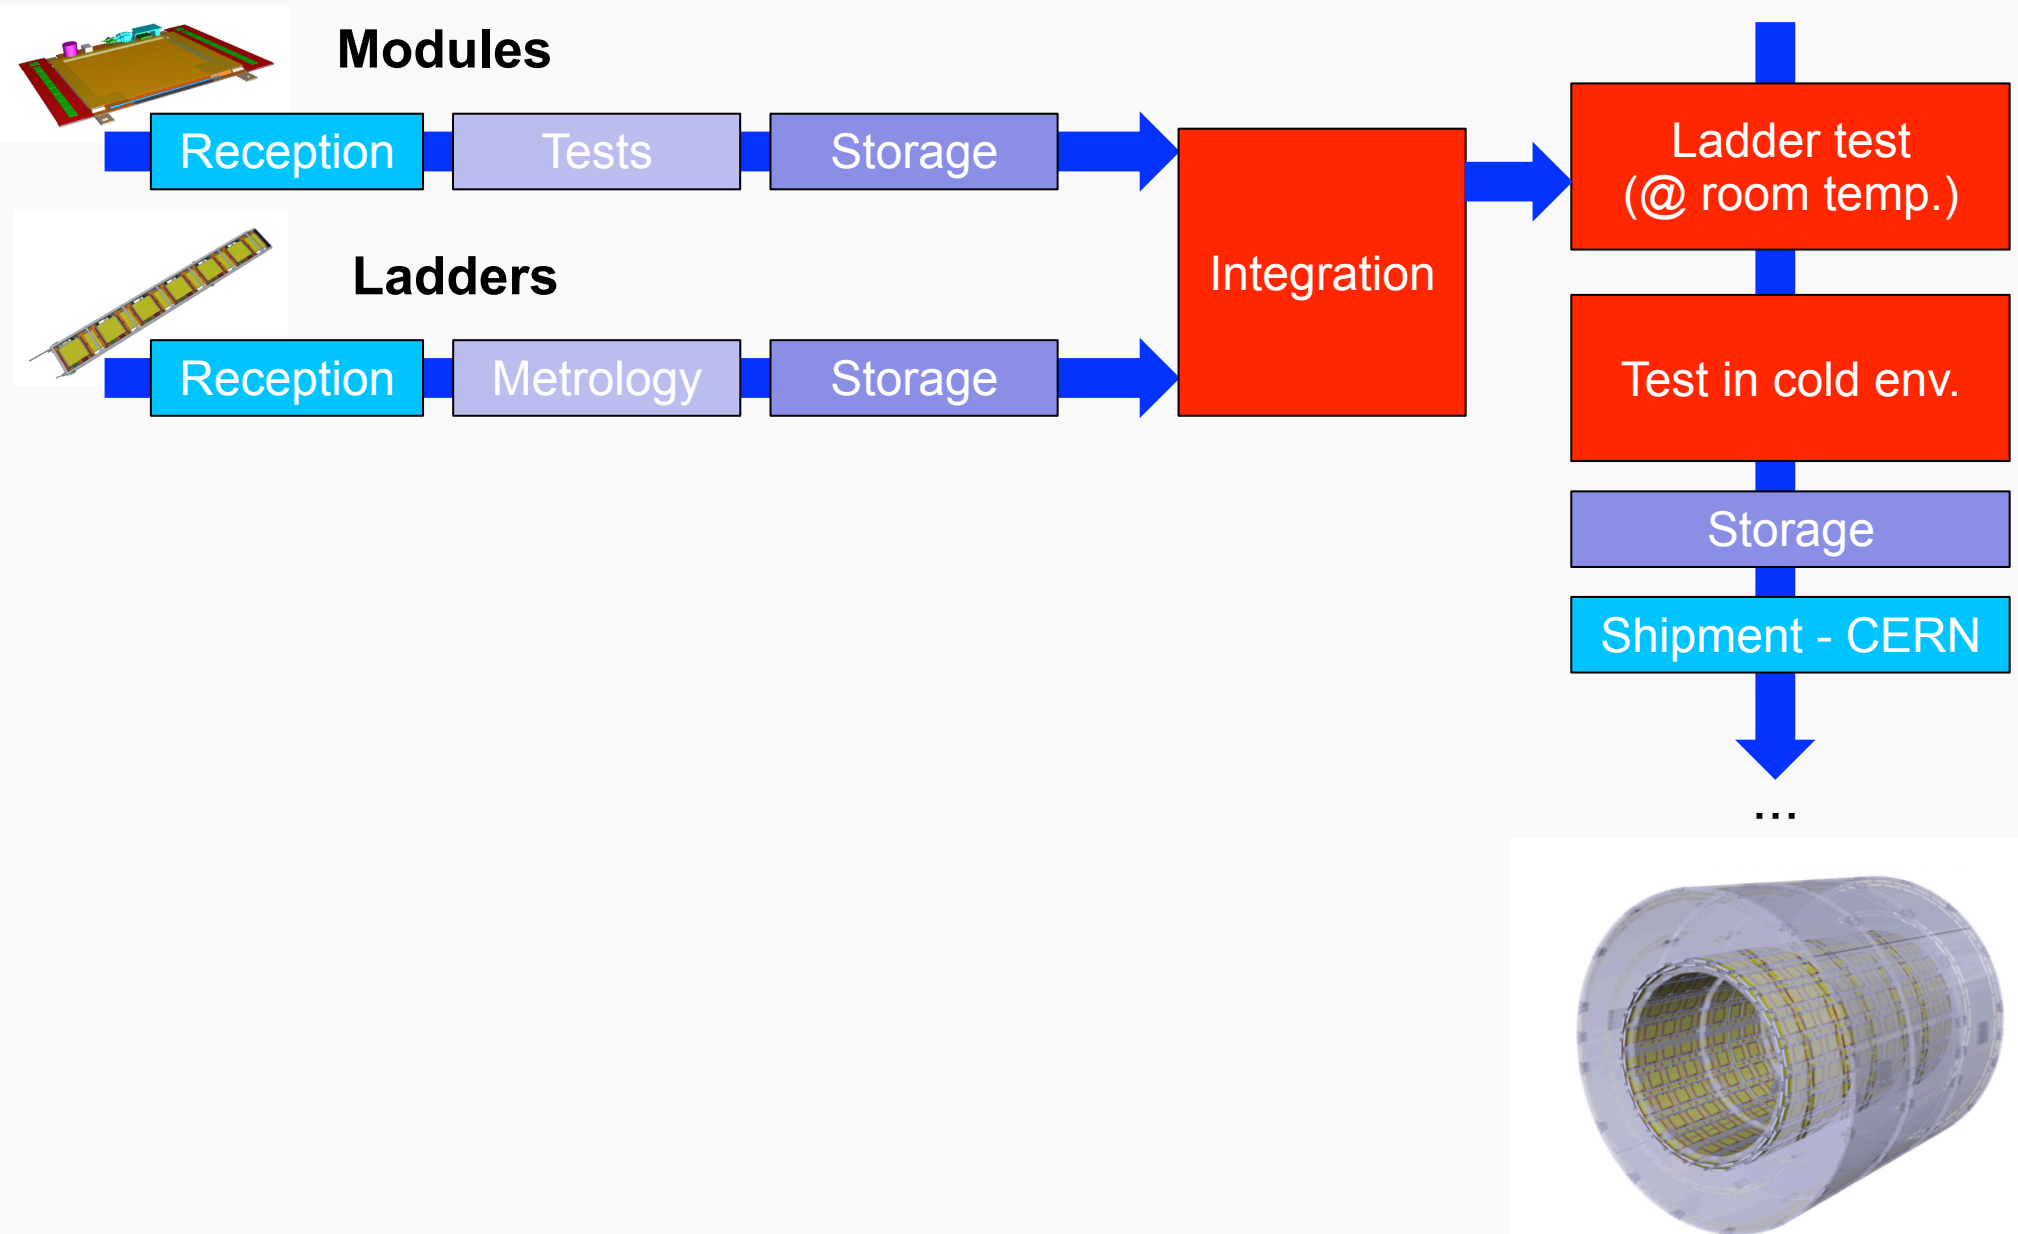 Modules
Reception
Tests
Storage
Ladders
Reception
Metrology
Storage
Integration
Ladder test
(@ room temp.)
Test in cold env.
Storage
Shipment - CERN
...